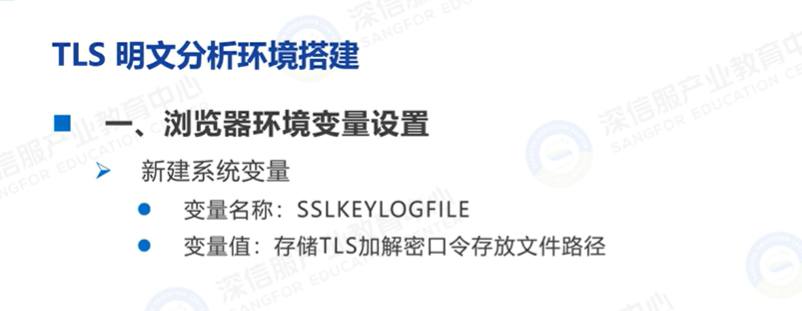 TLS 明文分析环境搭建
一、浏览器环境变量设置
新建系统变量
变量名称：SSLKEYLOGFILE
变量值：存储TLS加解密口令存放文件路径
深信服产业教育中心
SANGFOR EDUCATION CENTER